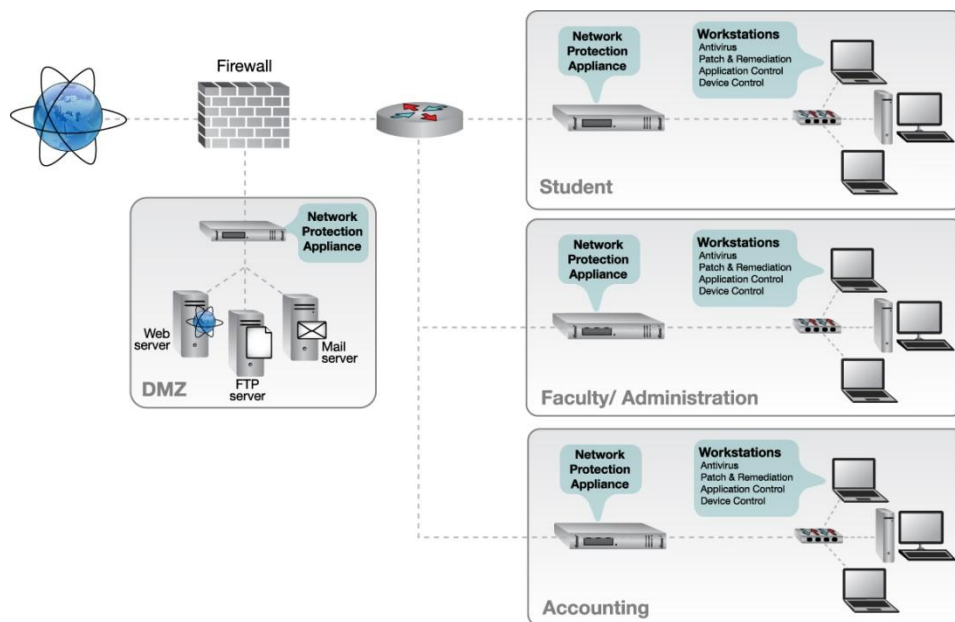 Firewall
Network
Protection
Appliance
Web
server
FTP
server
Mail
server
DMZ
Network
Protection
Appliance
Workstations
Antivirus
Patch & Remediation
Application Control
Device Control
Student
Network
Protection
Appliance
Workstations
Antivirus
Patch & Remediation
Application Control
Device Control
Faculty/ Administration
Network
Protection
Appliance
Workstations
Antivirus
Patch & Remediation
Application Control
Device Control
Accounting